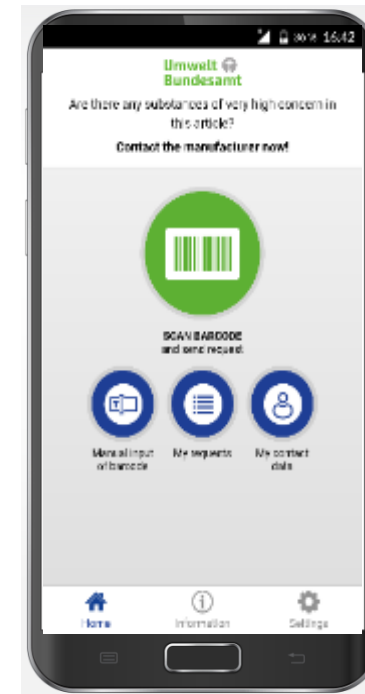 80% 16:42
Umwelt
Bundesamt
Are there any substances of very high concern in
this article?
Contact the manufacturer now!
SCAN BARCODE
and send request
Manual input
of barcode
My requests
My contact
data
Home
Information
Settings